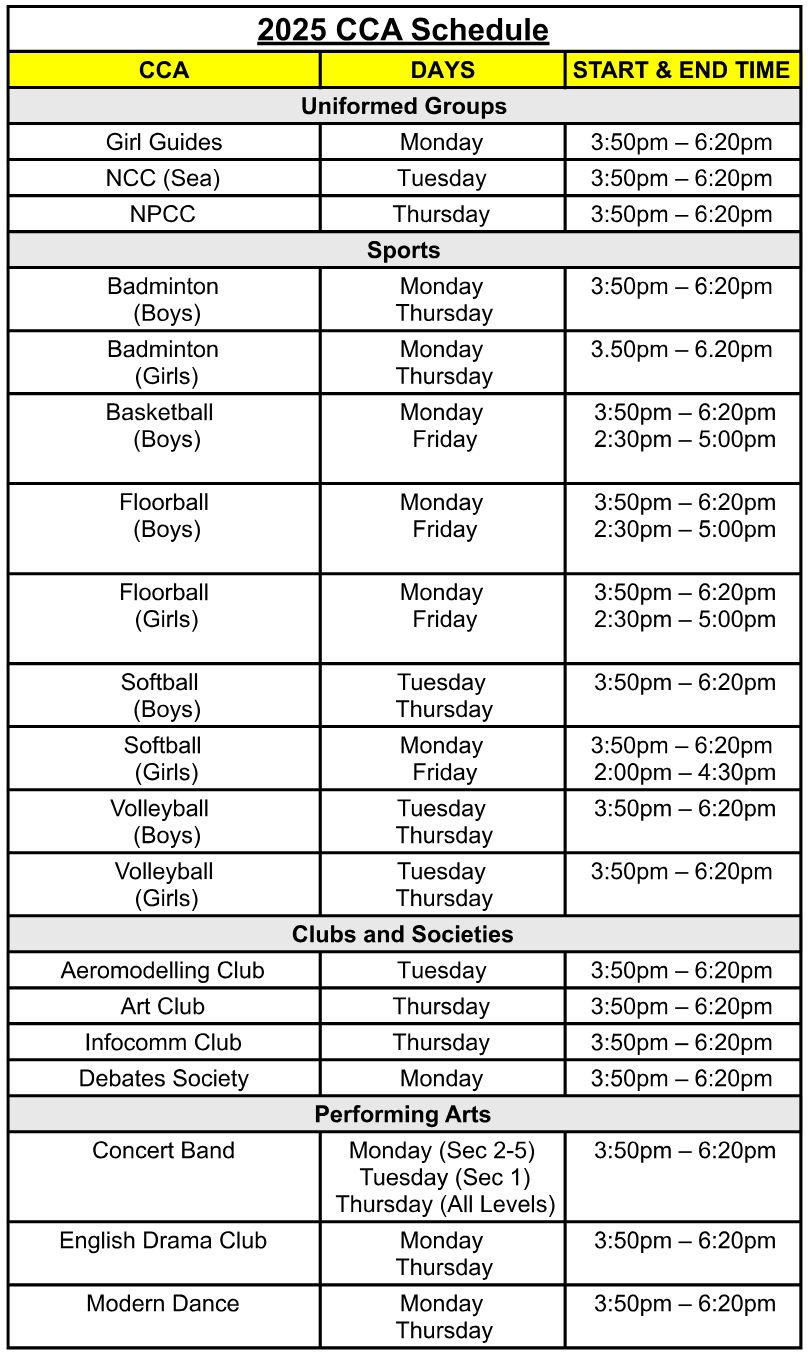 2025 CCA Schedule
CCA DAYS START & END TIME
Uniformed Groups
Girl Guides Monday 3:50pm – 6:20pm
NCC (Sea) Tuesday 3:50pm – 6:20pm
NPCC Thursday 3:50pm – 6:20pm
Sports
Badminton Monday 3:50pm – 6:20pm
(Boys) Thursday
Badminton Monday 3.50pm – 6.20pm
(Girls) Thursday
Basketball Monday 3:50pm – 6:20pm
(Boys) Friday 2:30pm – 5:00pm
Floorball Monday 3:50pm – 6:20pm
(Boys) Friday 2:30pm – 5:00pm
Floorball Monday 3:50pm – 6:20pm
(Girls) Friday 2:30pm – 5:00pm
Softball Tuesday 3:50pm – 6:20pm
(Boys) Thursday
Softball Monday 3:50pm – 6:20pm
(Girls) Friday 2:00pm – 4:30pm
Volleyball Tuesday 3:50pm – 6:20pm
(Boys) Thursday
Volleyball Tuesday 3:50pm – 6:20pm
(Girls) Thursday
Clubs and Societies
Aeromodelling Club Tuesday 3:50pm – 6:20pm
Art Club Thursday 3:50pm – 6:20pm
Infocomm Club Thursday 3:50pm – 6:20pm
Debates Society Monday 3:50pm – 6:20pm
Performing Arts
Concert Band Monday (Sec 2-5) 3:50pm – 6:20pm
Tuesday (Sec 1)
Thursday (All Levels)
English Drama Club Monday 3:50pm – 6:20pm
Thursday
Modern Dance Monday 3:50pm – 6:20pm
Thursday